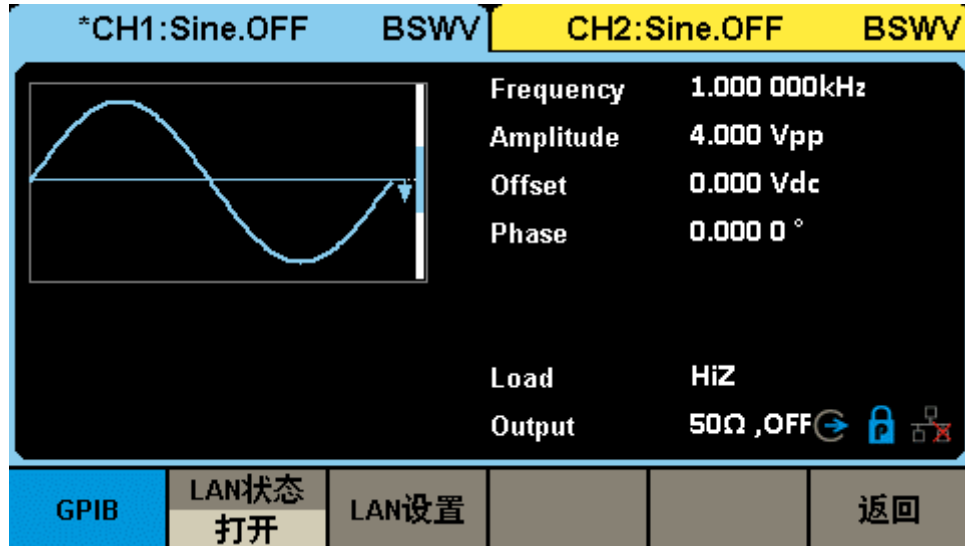 *CH1:Sine.OFF BSWV CH2:Sine.OFF BSWV
Frequency 1.000 000kHz
Amplitude 4.000 Vpp
Offset 0.000 Vdc
Phase 0.000 0 °
Load HiZ
Output 50Ω ,OFF P
GPIB LAN状态 打开 LAN设置 返回